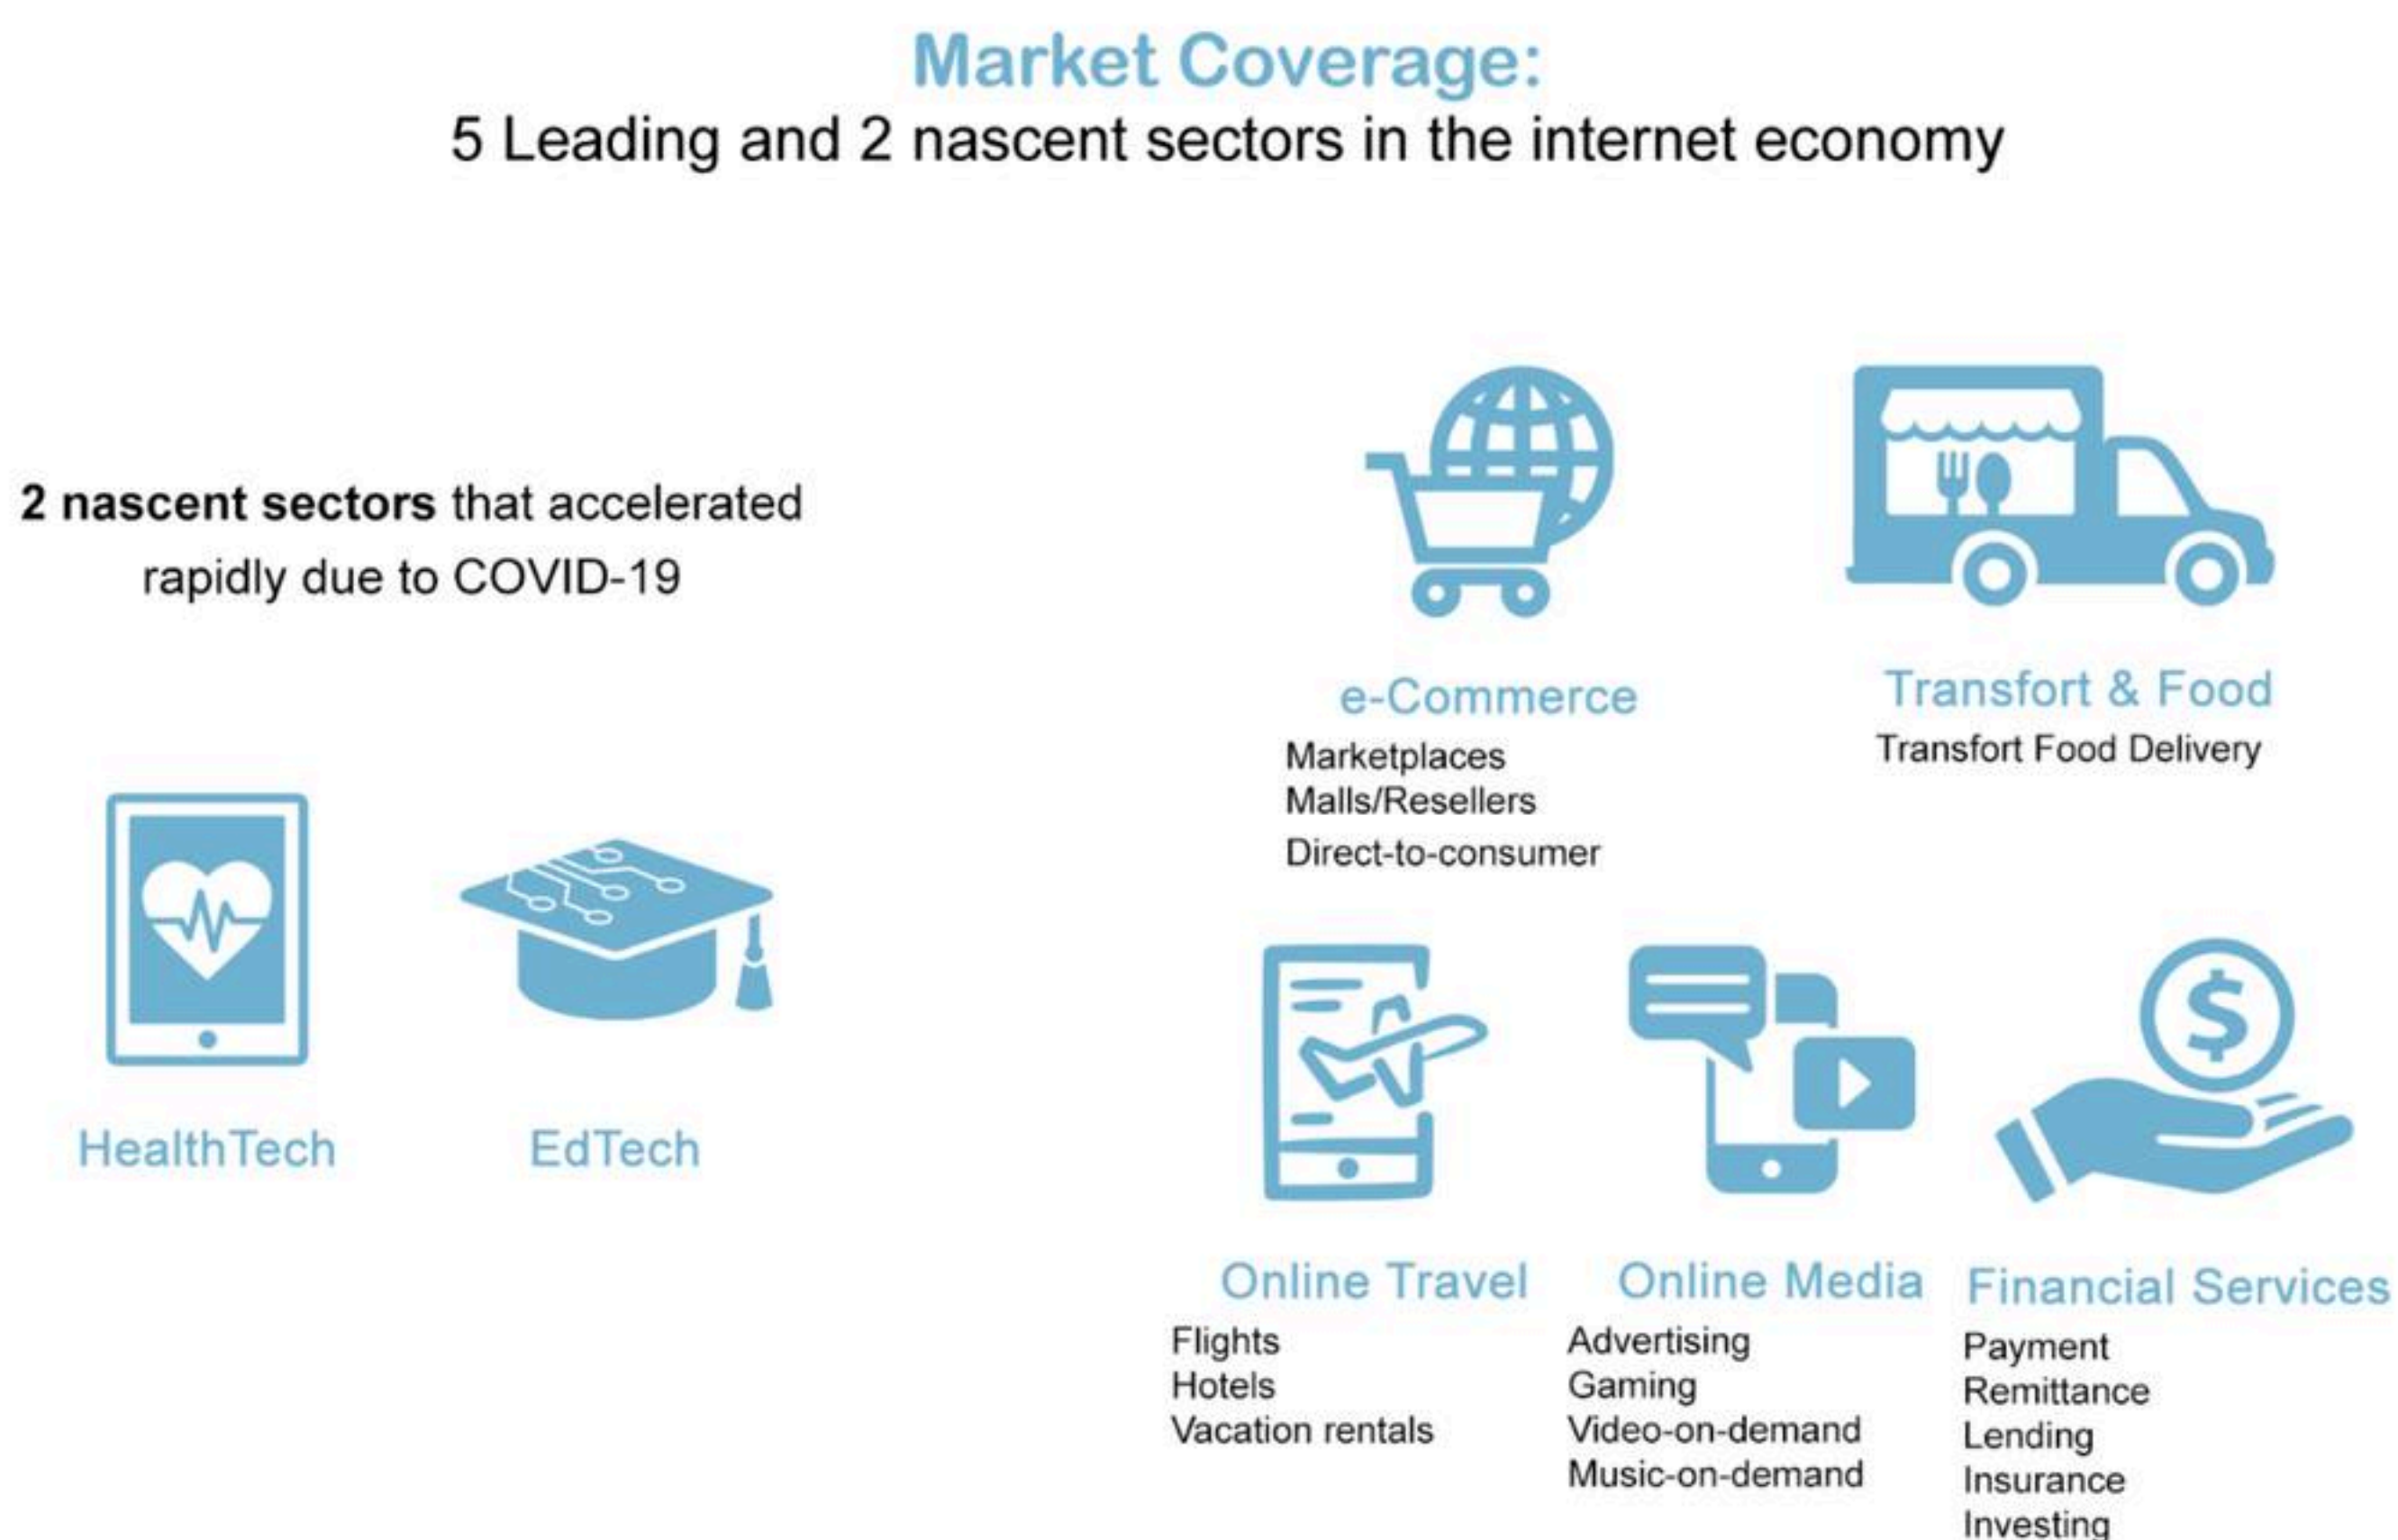 Market Coverage:
5 Leading and 2 nascent sectors in the internet economy
2 nascent sectors that accelerated
rapidly due to COVID-19
HealthTech
EdTech
e-Commerce
Marketplaces
Malls/Resellers
Direct-to-consumer
Transfort & Food
Transfort Food Delivery
Online Travel
Flights
Hotels
Vacation rentals
Online Media
Advertising
Gaming
Video-on-demand
Music-on-demand
Financial Services
Payment
Remittance
Lending
Insurance
Investing
$